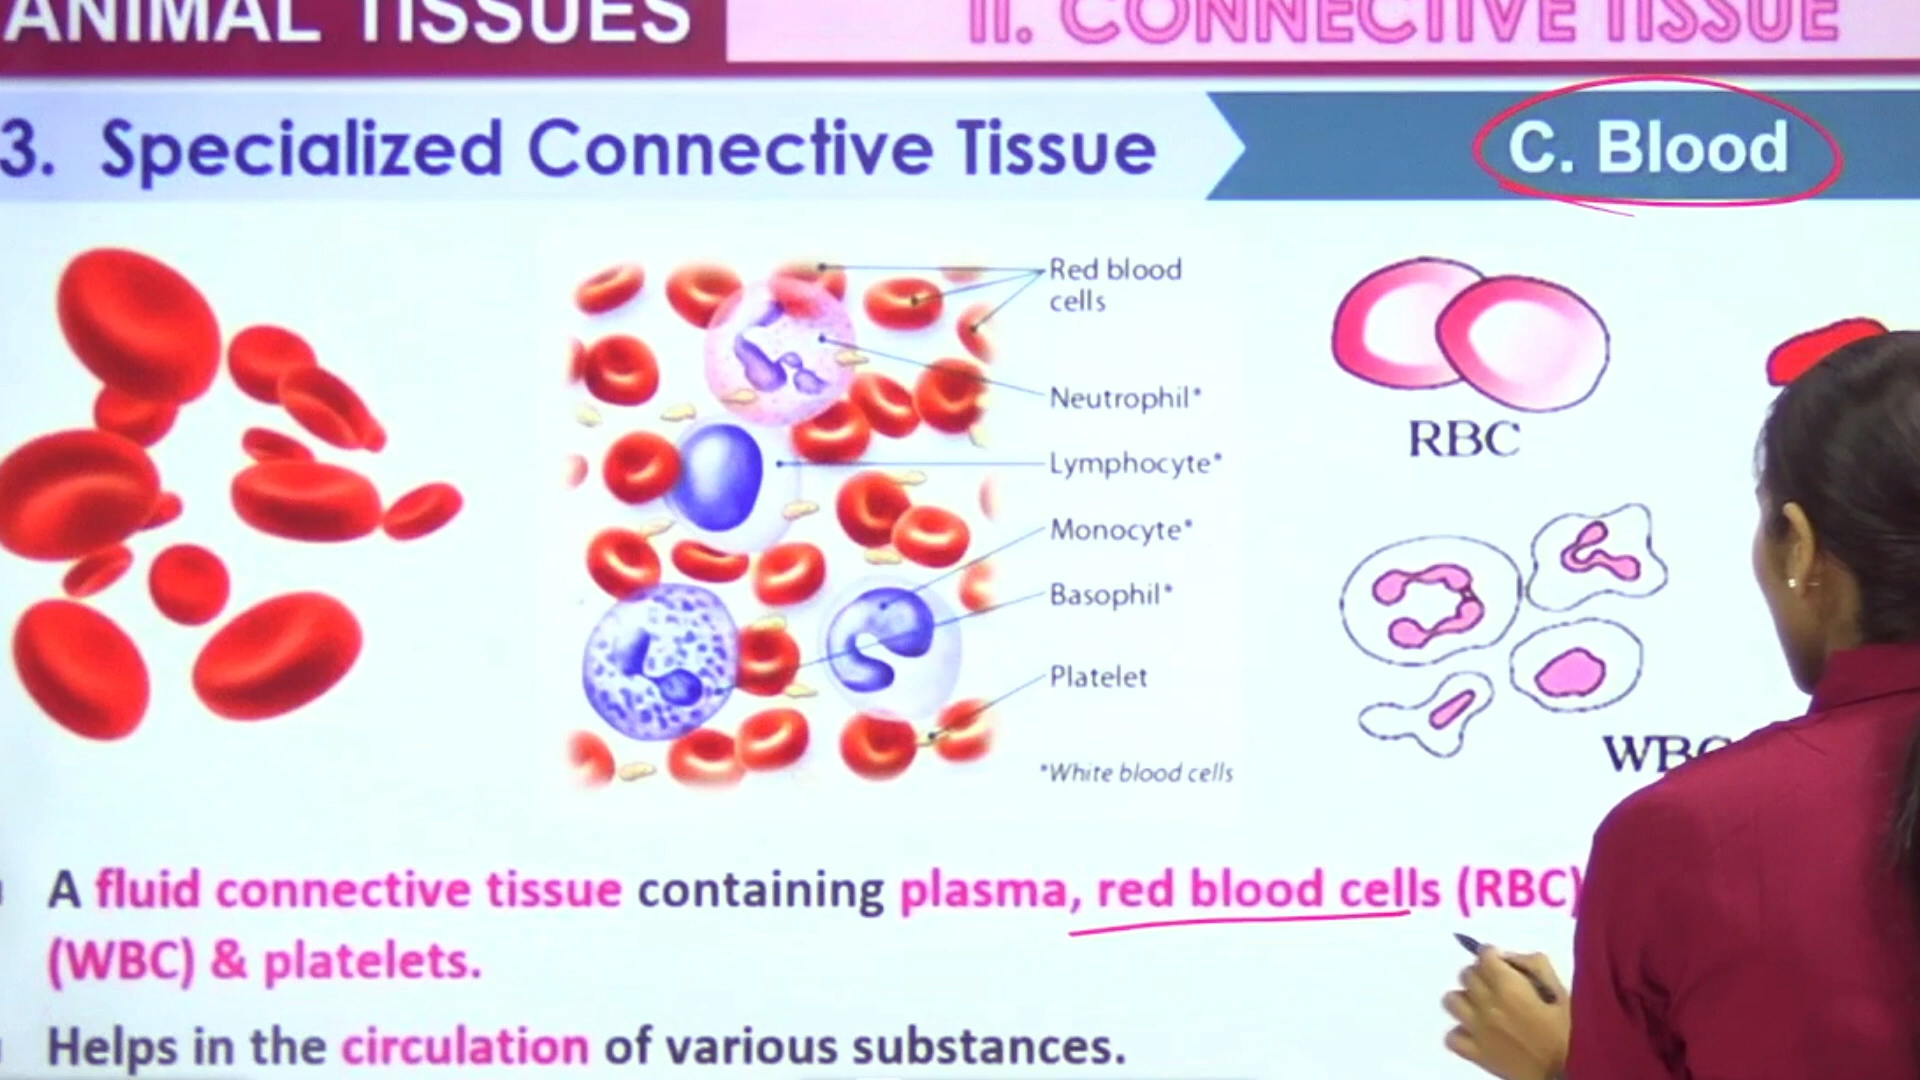 ANIMAL TISSUES
II. CONNECTIVE TISSUE
3. Specialized Connective Tissue
C. Blood
Red blood
cells
Neutrophil*
Lymphocyte*
Monocyte*
Basophil*
Platelet
*White blood cells
RBC
WBC
A fluid connective tissue containing plasma, red blood cells (RBC)
(WBC) & platelets.
Helps in the circulation of various substances.